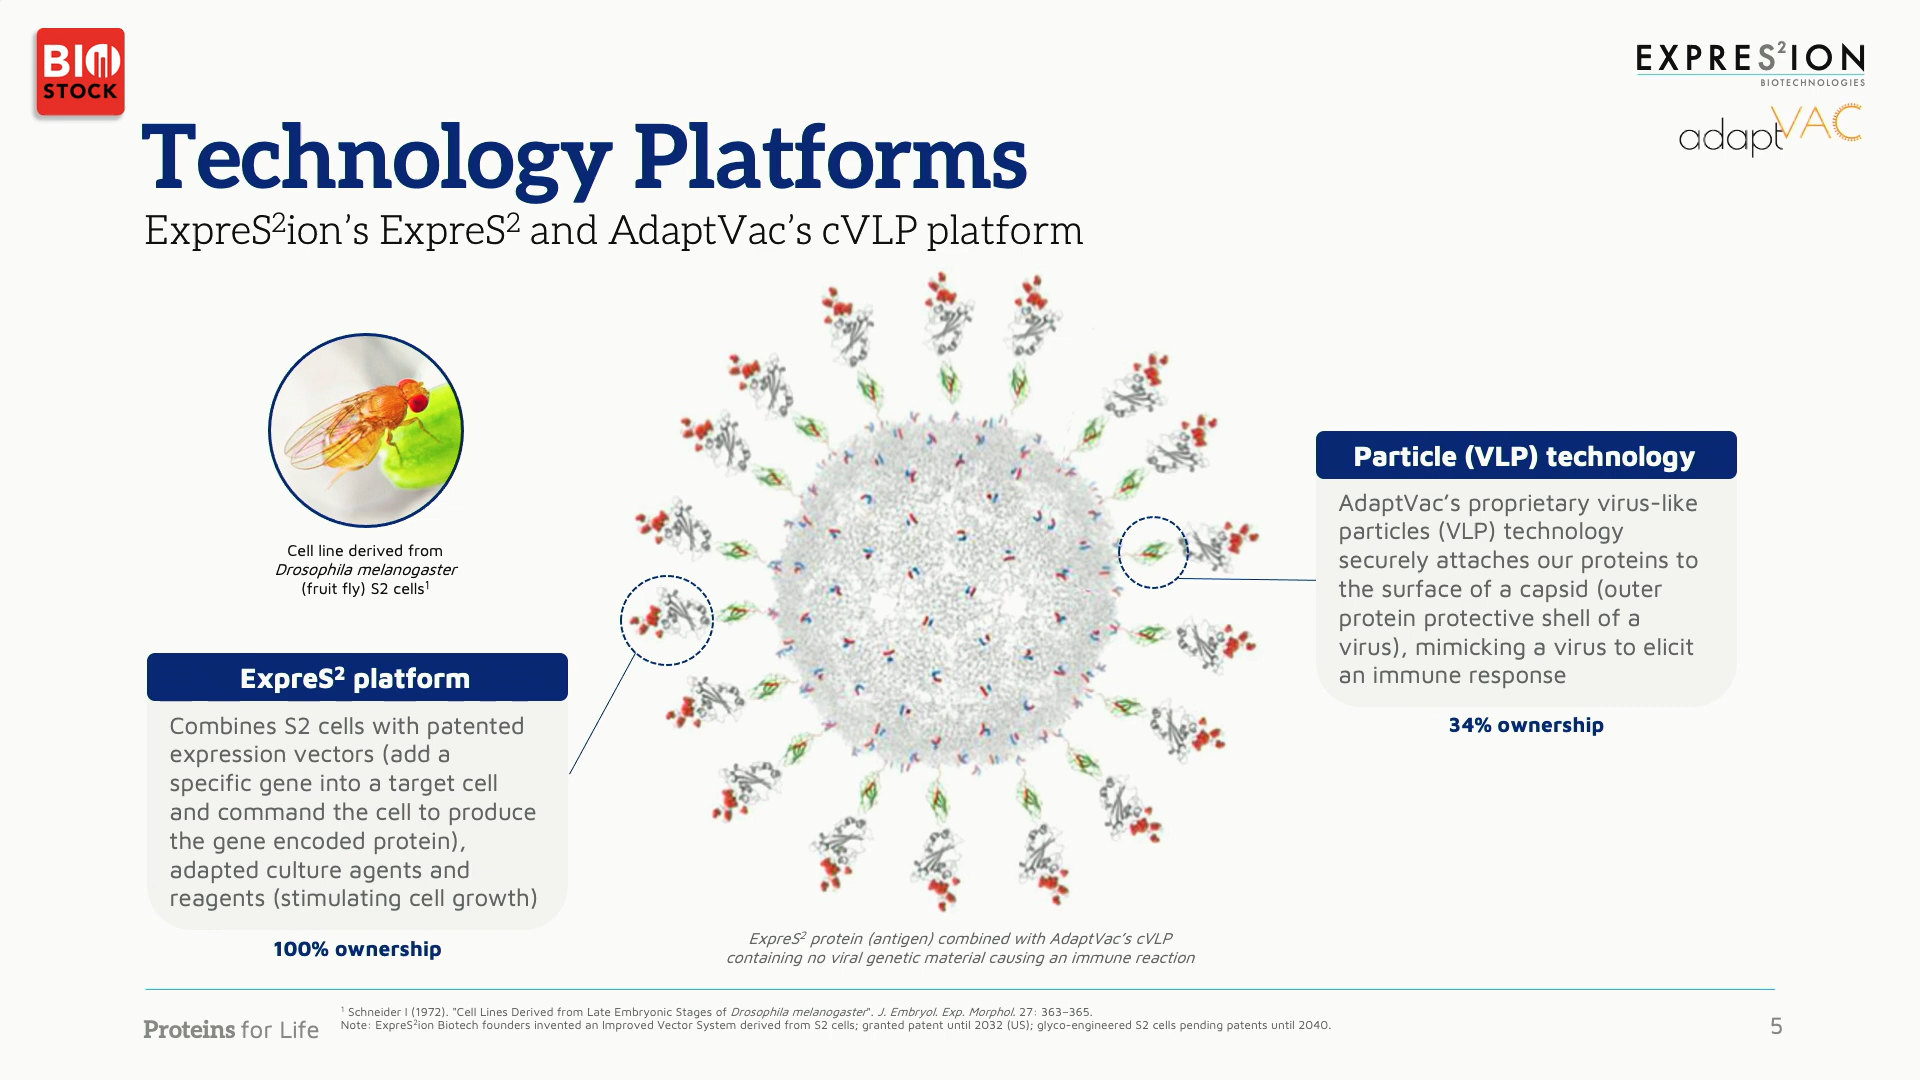 BIO
STOCK
EXPRES²ION
BIOTECHNOLOGIES
adaptVAC
Technology Platforms
ExpreS²ion’s ExpreS² and AdaptVac’s cVLP platform
Cell line derived from
Drosophila melanogaster
(fruit fly) S2 cells¹
ExpreS² platform
Combines S2 cells with patented
expression vectors (add a
specific gene into a target cell
and command the cell to produce
the gene encoded protein),
adapted culture agents and
reagents (stimulating cell growth)
100% ownership
Particle (VLP) technology
AdaptVac’s proprietary virus-like
particles (VLP) technology
securely attaches our proteins to
the surface of a capsid (outer
protein protective shell of a
virus), mimicking a virus to elicit
an immune response
34% ownership
ExpreS² protein (antigen) combined with AdaptVac’s cVLP
containing no viral genetic material causing an immune reaction
Proteins for Life
¹ Schneider I (1972). "Cell Lines Derived from Late Embryonic Stages of Drosophila melanogaster". J. Embryol. Exp. Morphol. 27: 363–365.
Note: ExpreS²ion Biotech founders invented an Improved Vector System derived from S2 cells; granted patent until 2032 (US); glyco-engineered S2 cells pending patents until 2040.
5